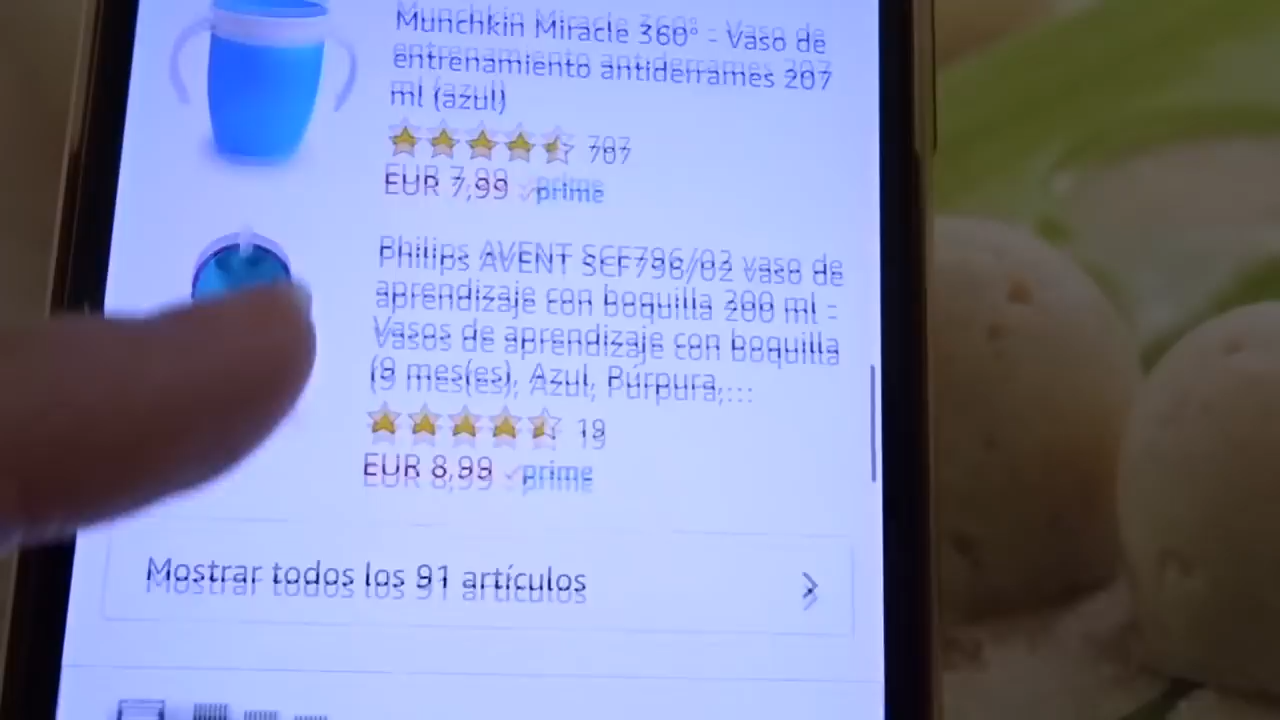 Munchkin Miracle 360° - Vaso de
entrenamiento antiderrames 207
ml (azul)
787
EUR 7,99 prime
Philips AVENT SCF796/02 vaso de
aprendizaje con boquilla 200 ml -
Vasos de aprendizaje con boquilla
(9 mes(es), Azul, Púrpura,...
19
EUR 8,99 prime
Mostrar todos los 91 artículos